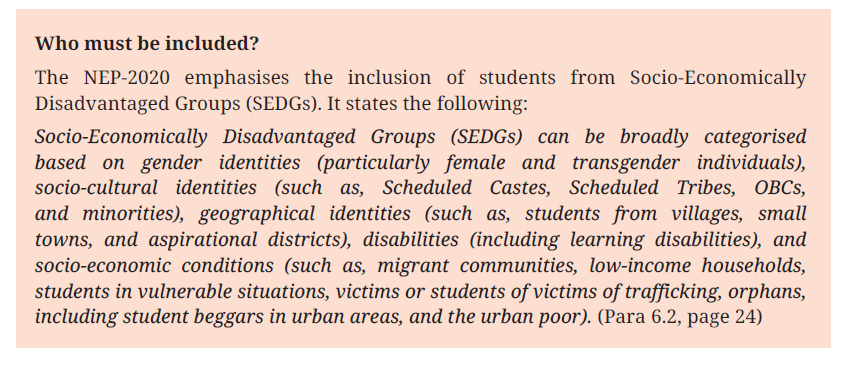 Who must be included?
The NEP-2020 emphasises the inclusion of students from Socio-Economically
Disadvantaged Groups (SEDGs). It states the following:
Socio-Economically Disadvantaged Groups (SEDGs) can be broadly categorised
based on gender identities (particularly female and transgender individuals),
socio-cultural identities (such as, Scheduled Castes, Scheduled Tribes, OBCs,
and minorities), geographical identities (such as, students from villages, small
towns, and aspirational districts), disabilities (including learning disabilities), and
socio-economic conditions (such as, migrant communities, low-income households,
students in vulnerable situations, victims or students of victims of trafficking, orphans,
including student beggars in urban areas, and the urban poor). (Para 6.2, page 24)